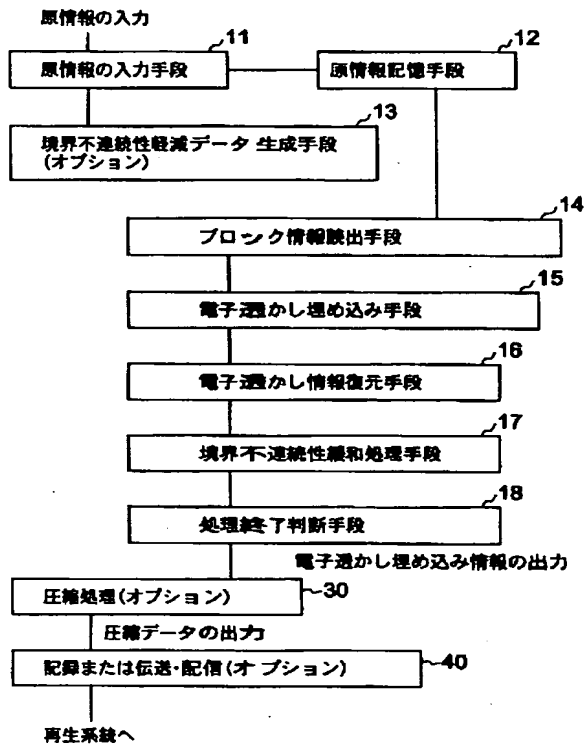 原情報の入力
11
原情報の入力手段
12
原情報記憶手段
13
境界不連続性軽減データ生成手段
(オプション)
14
ブロック情報読出手段
15
電子透かし埋め込み手段
16
電子透かし情報復元手段
17
境界不連続性緩和処理手段
18
処理終了判断手段
電子透かし埋め込み情報の出力
圧縮処理(オプション)
30
圧縮データの出力
記録または伝送・配信(オプション)
40
再生系統へ